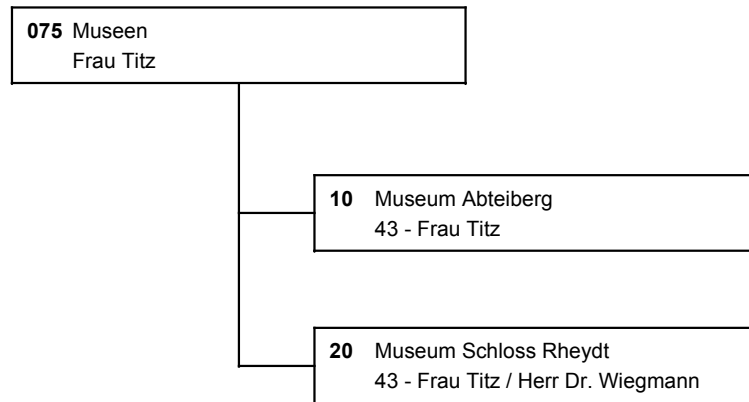 075 Museen
Frau Titz
10 Museum Abteiberg
43 - Frau Titz
20 Museum Schloss Rheydt
43 - Frau Titz / Herr Dr. Wiegmann